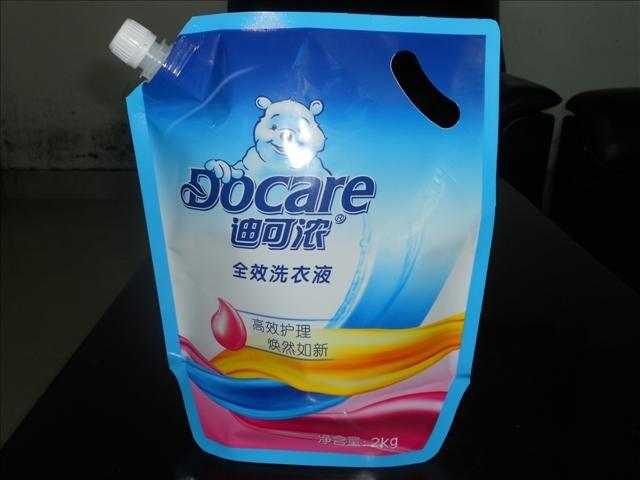 Docare
迪可浓®
全效洗衣液
高效护理
焕然如新
净含量：2Kg